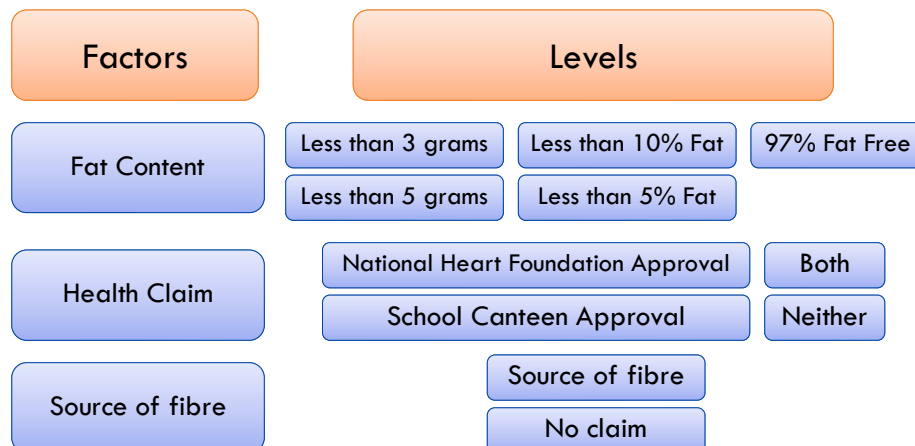 Factors
Levels
Fat Content
Less than 3 grams
Less than 10% Fat
97% Fat Free
Less than 5 grams
Less than 5% Fat
Health Claim
National Heart Foundation Approval
Both
School Canteen Approval
Neither
Source of fibre
Source of fibre
No claim